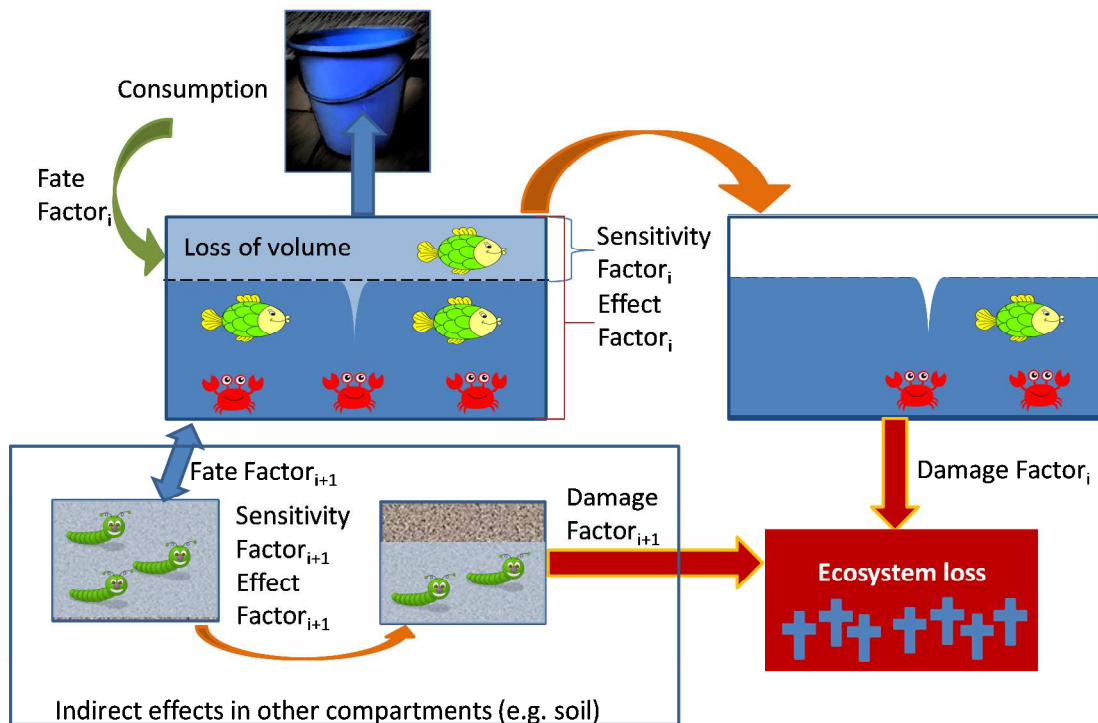 Consumption
Fate
Factorᵢ
Loss of volume
Sensitivity
Factorᵢ
Effect
Factorᵢ
Damage Factorᵢ
Fate Factorᵢ₊₁
Sensitivity
Factorᵢ₊₁
Effect
Factorᵢ₊₁
Damage
Factorᵢ₊₁
Ecosystem loss
Indirect effects in other compartments (e.g. soil)